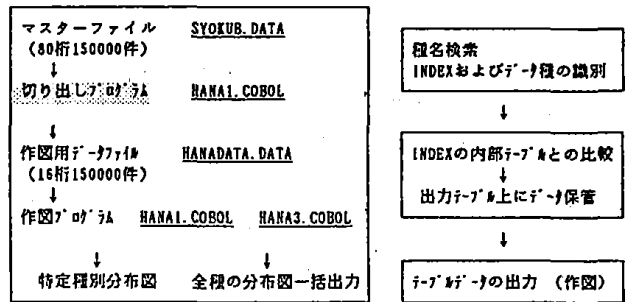 マスターファイル　SYOKUB.DATA
(80桁150000件)
↓
切り出しプログラム　HANA1.COBOL
↓
作図用データファイル　HANADATA.DATA
(16桁150000件)
↓
作図プログラム　HANA1.COBOL　HANA3.COBOL
↓　↓
特定種別分布図　全種の分布図一括出力
種名検索
INDEXおよびデータ種の識別
↓
INDEXの内部テーブルとの比較
↓
出力テーブル上にデータ保管
↓
テーブルデータの出力　(作図)